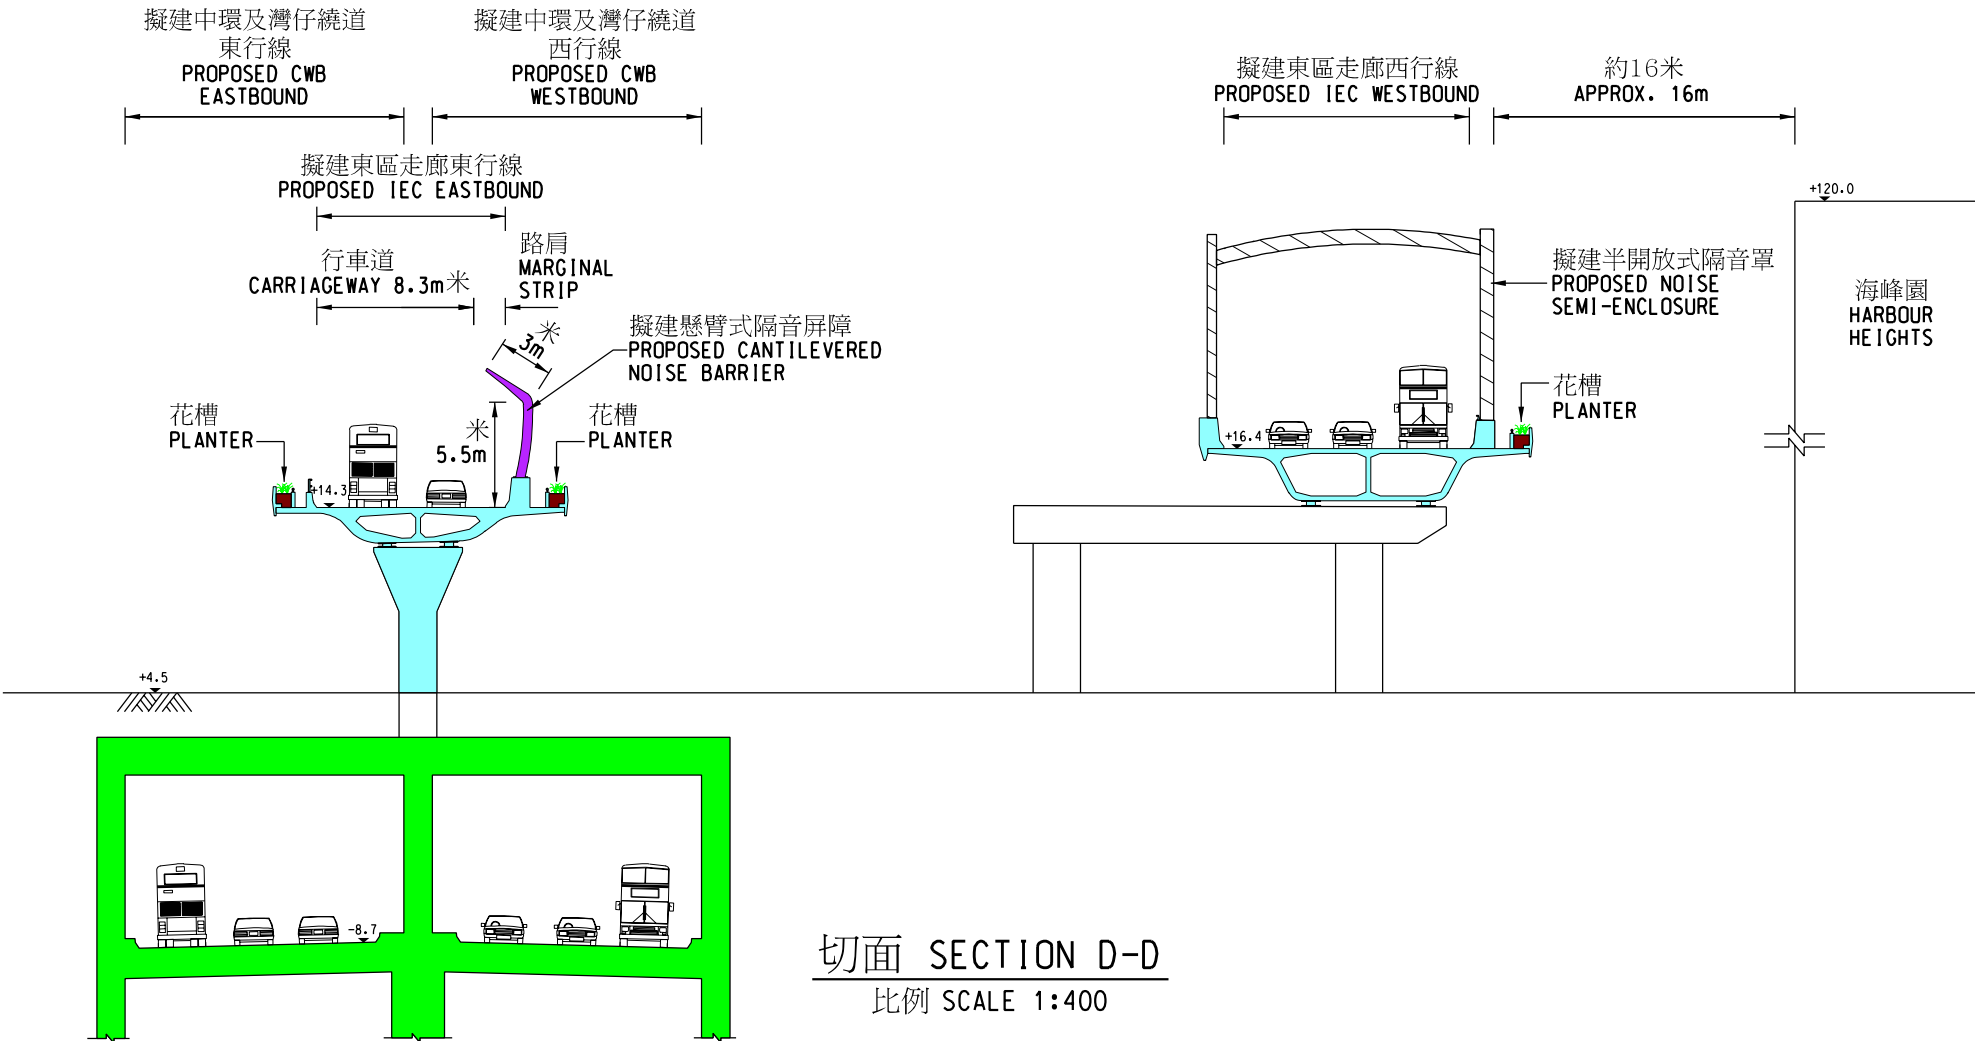 擬建中環及灣仔繞道
東行線
PROPOSED CWB
EASTBOUND
擬建中環及灣仔繞道
西行線
PROPOSED CWB
WESTBOUND
擬建東區走廊西行線
PROPOSED IEC WESTBOUND
約16米
APPROX. 16m
擬建東區走廊東行線
PROPOSED IEC EASTBOUND
行車道
CARRIAGEWAY 8.3m米
路肩
MARGINAL
STRIP
米
3m
擬建懸臂式隔音屏障
PROPOSED CANTILEVERED
NOISE BARRIER
花槽
PLANTER
米
5.5m
花槽
PLANTER
+14.3
+120.0
擬建半開放式隔音罩
PROPOSED NOISE
SEMI-ENCLOSURE
海峰園
HARBOUR
HEIGHTS
花槽
PLANTER
+16.4
+4.5
-8.7
切面 SECTION D-D
比例 SCALE 1:400